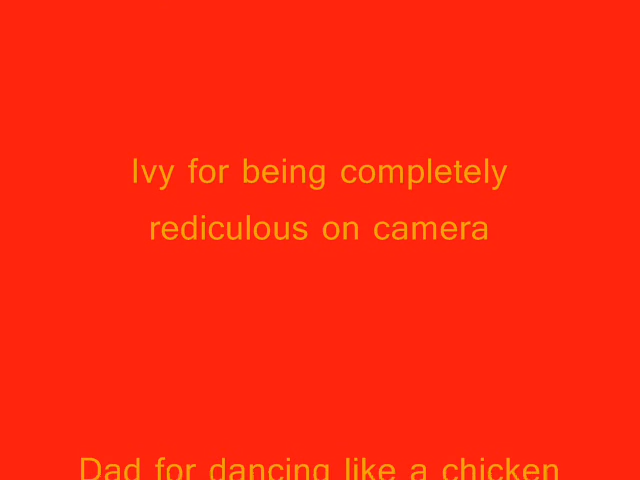 Ivy for being completely
rediculous on camera
Dad for dancing like a chicken